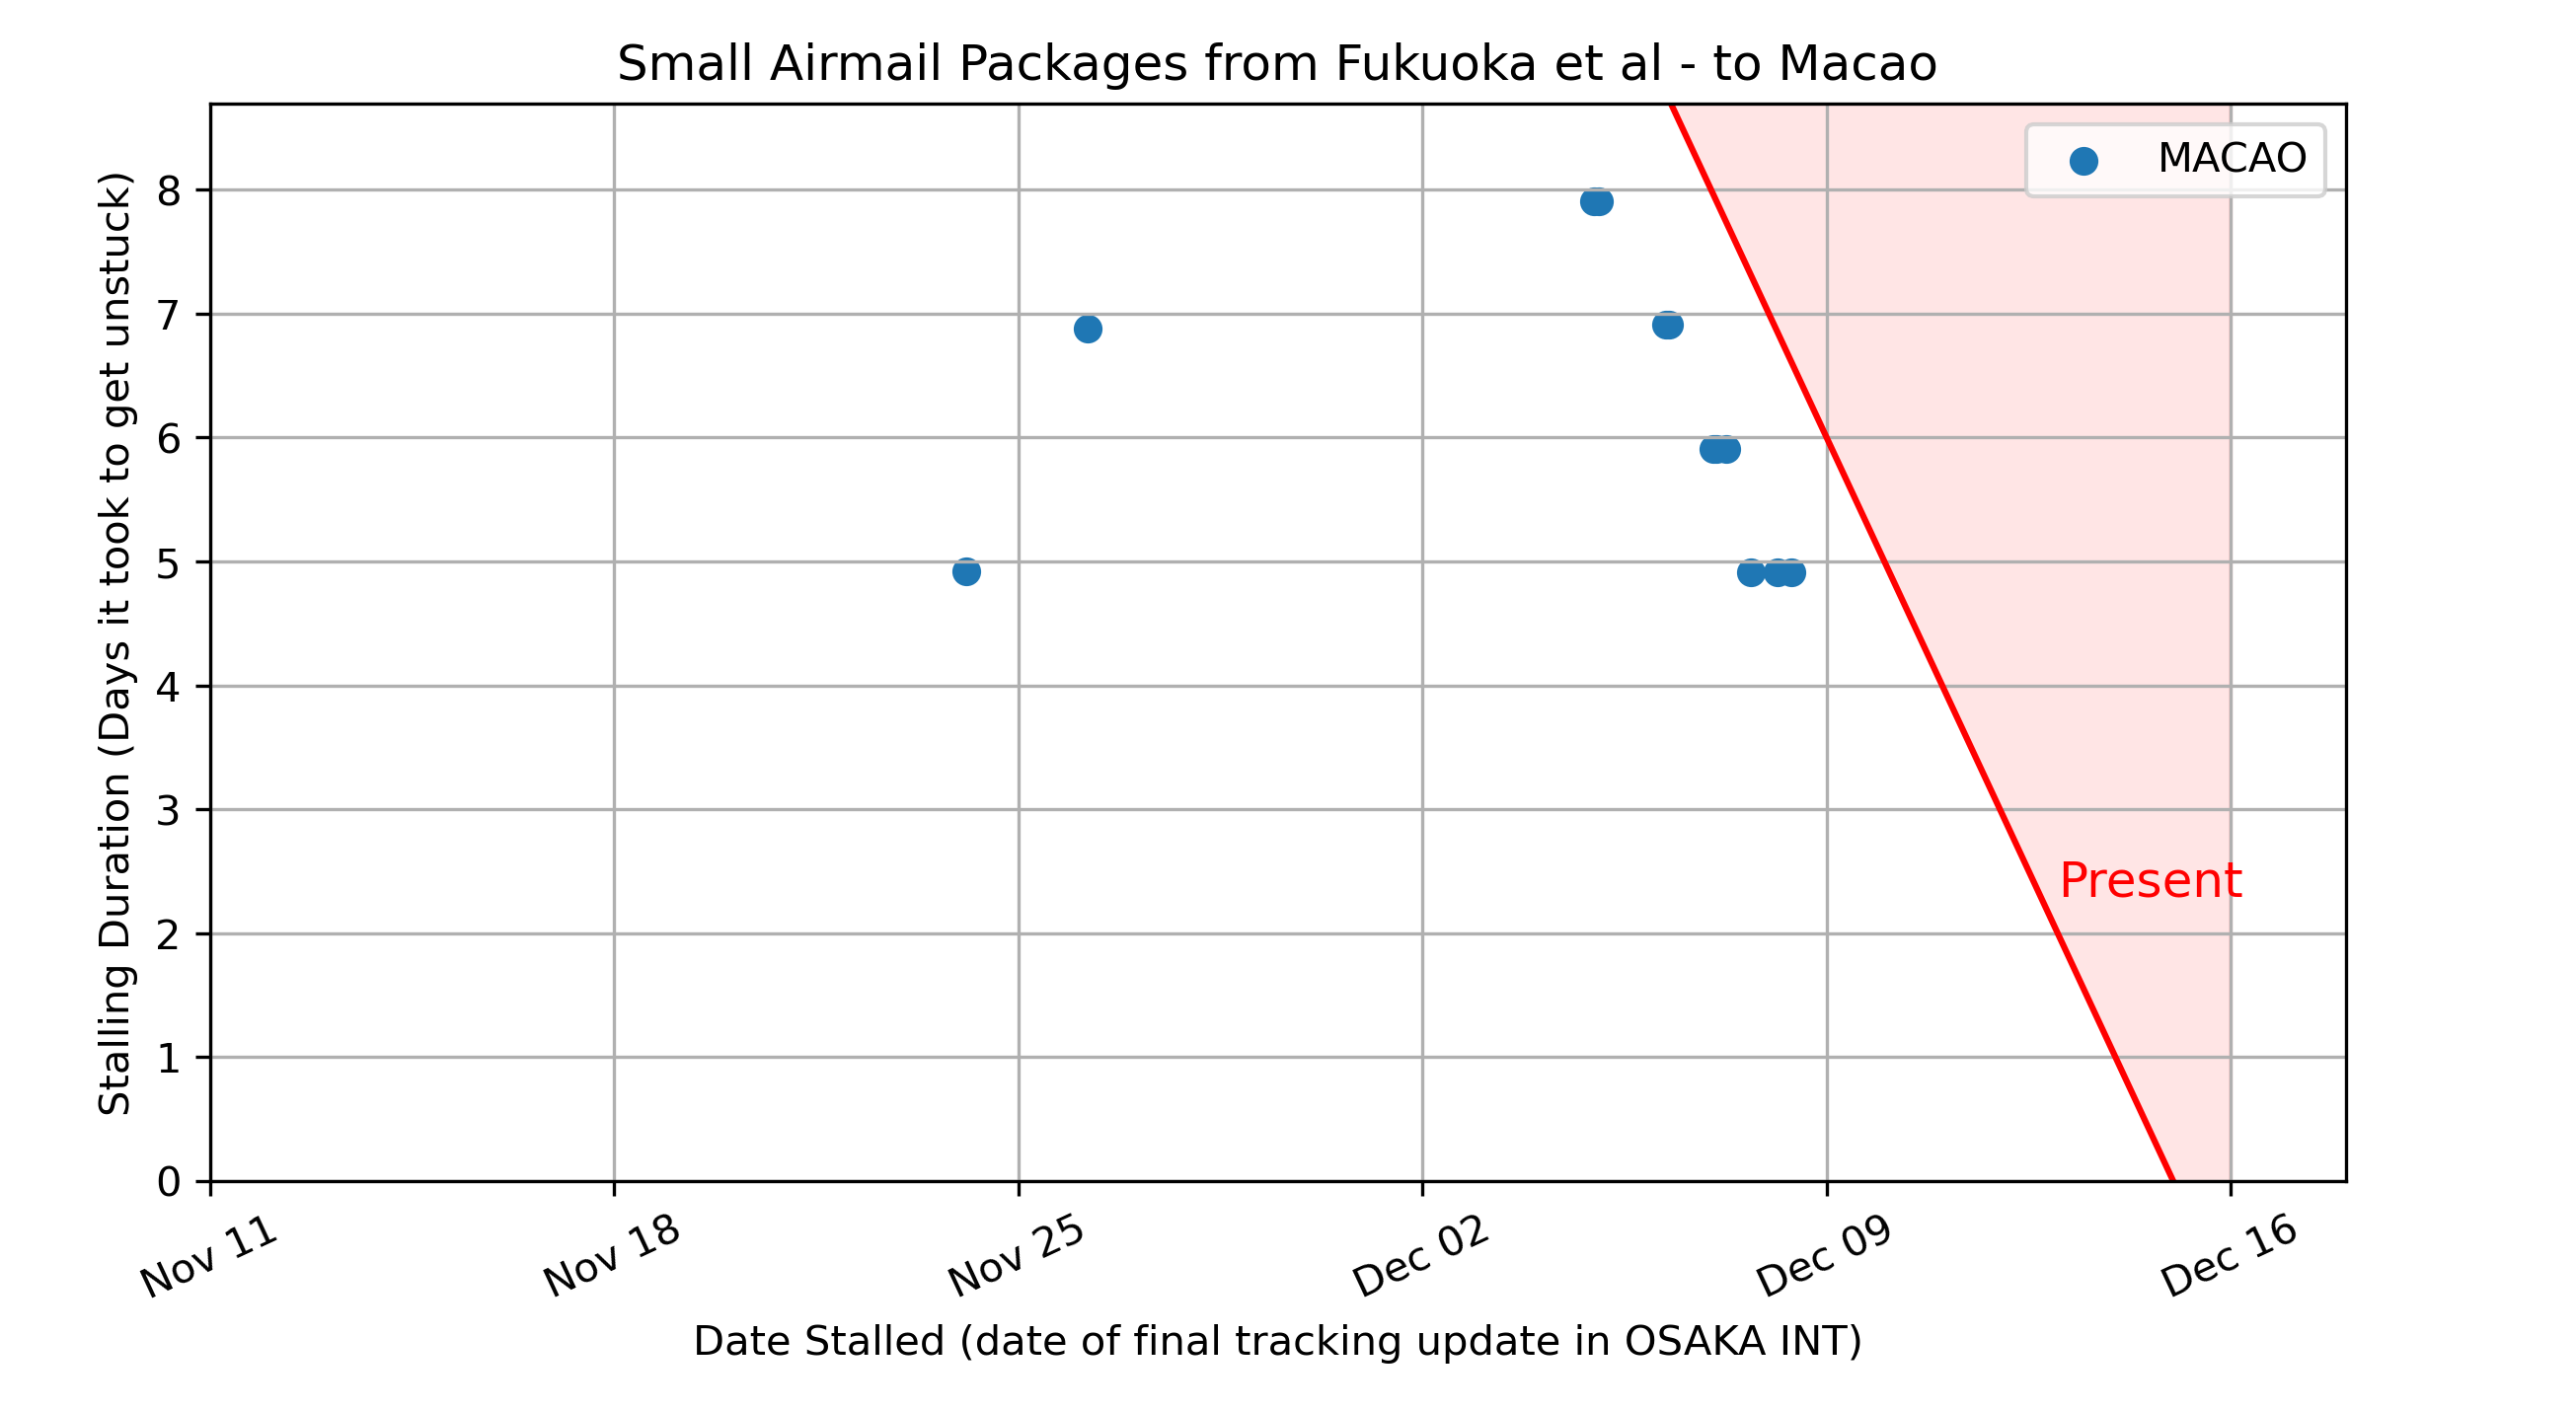 Small Airmail Packages from Fukuoka et al - to Macao
MACAO
Stalling Duration (Days it took to get unstuck)
8
7
6
5
4
3
2
1
0
Present
Nov 11
Nov 18
Nov 25
Dec 02
Dec 09
Dec 16
Date Stalled (date of final tracking update in OSAKA INT)